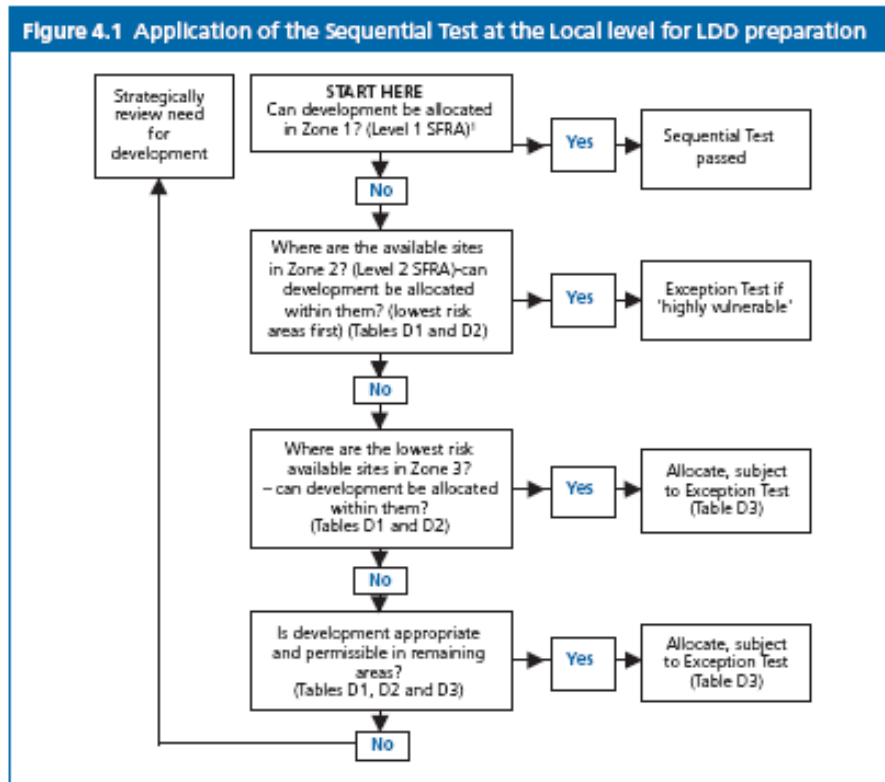 Figure 4.1 Application of the Sequential Test at the Local level for LDD preparation
Strategically
review need
for
development
START HERE
Can development be allocated
in Zone 1? (Level 1 SFRA)¹
Yes
Sequential Test
passed
No
Where are the available sites
in Zone 2? (Level 2 SFRA)-can
development be allocated
within them? (lowest risk
areas first) (Tables D1 and D2)
Yes
Exception Test if
'highly vulnerable'
No
Where are the lowest risk
available sites in Zone 3?
– can development be allocated
within them?
(Tables D1 and D2)
Yes
Allocate, subject
to Exception Test
(Table D3)
No
Is development appropriate
and permissible in remaining
areas?
(Tables D1, D2 and D3)
Yes
Allocate, subject
to Exception Test
(Table D3)
No